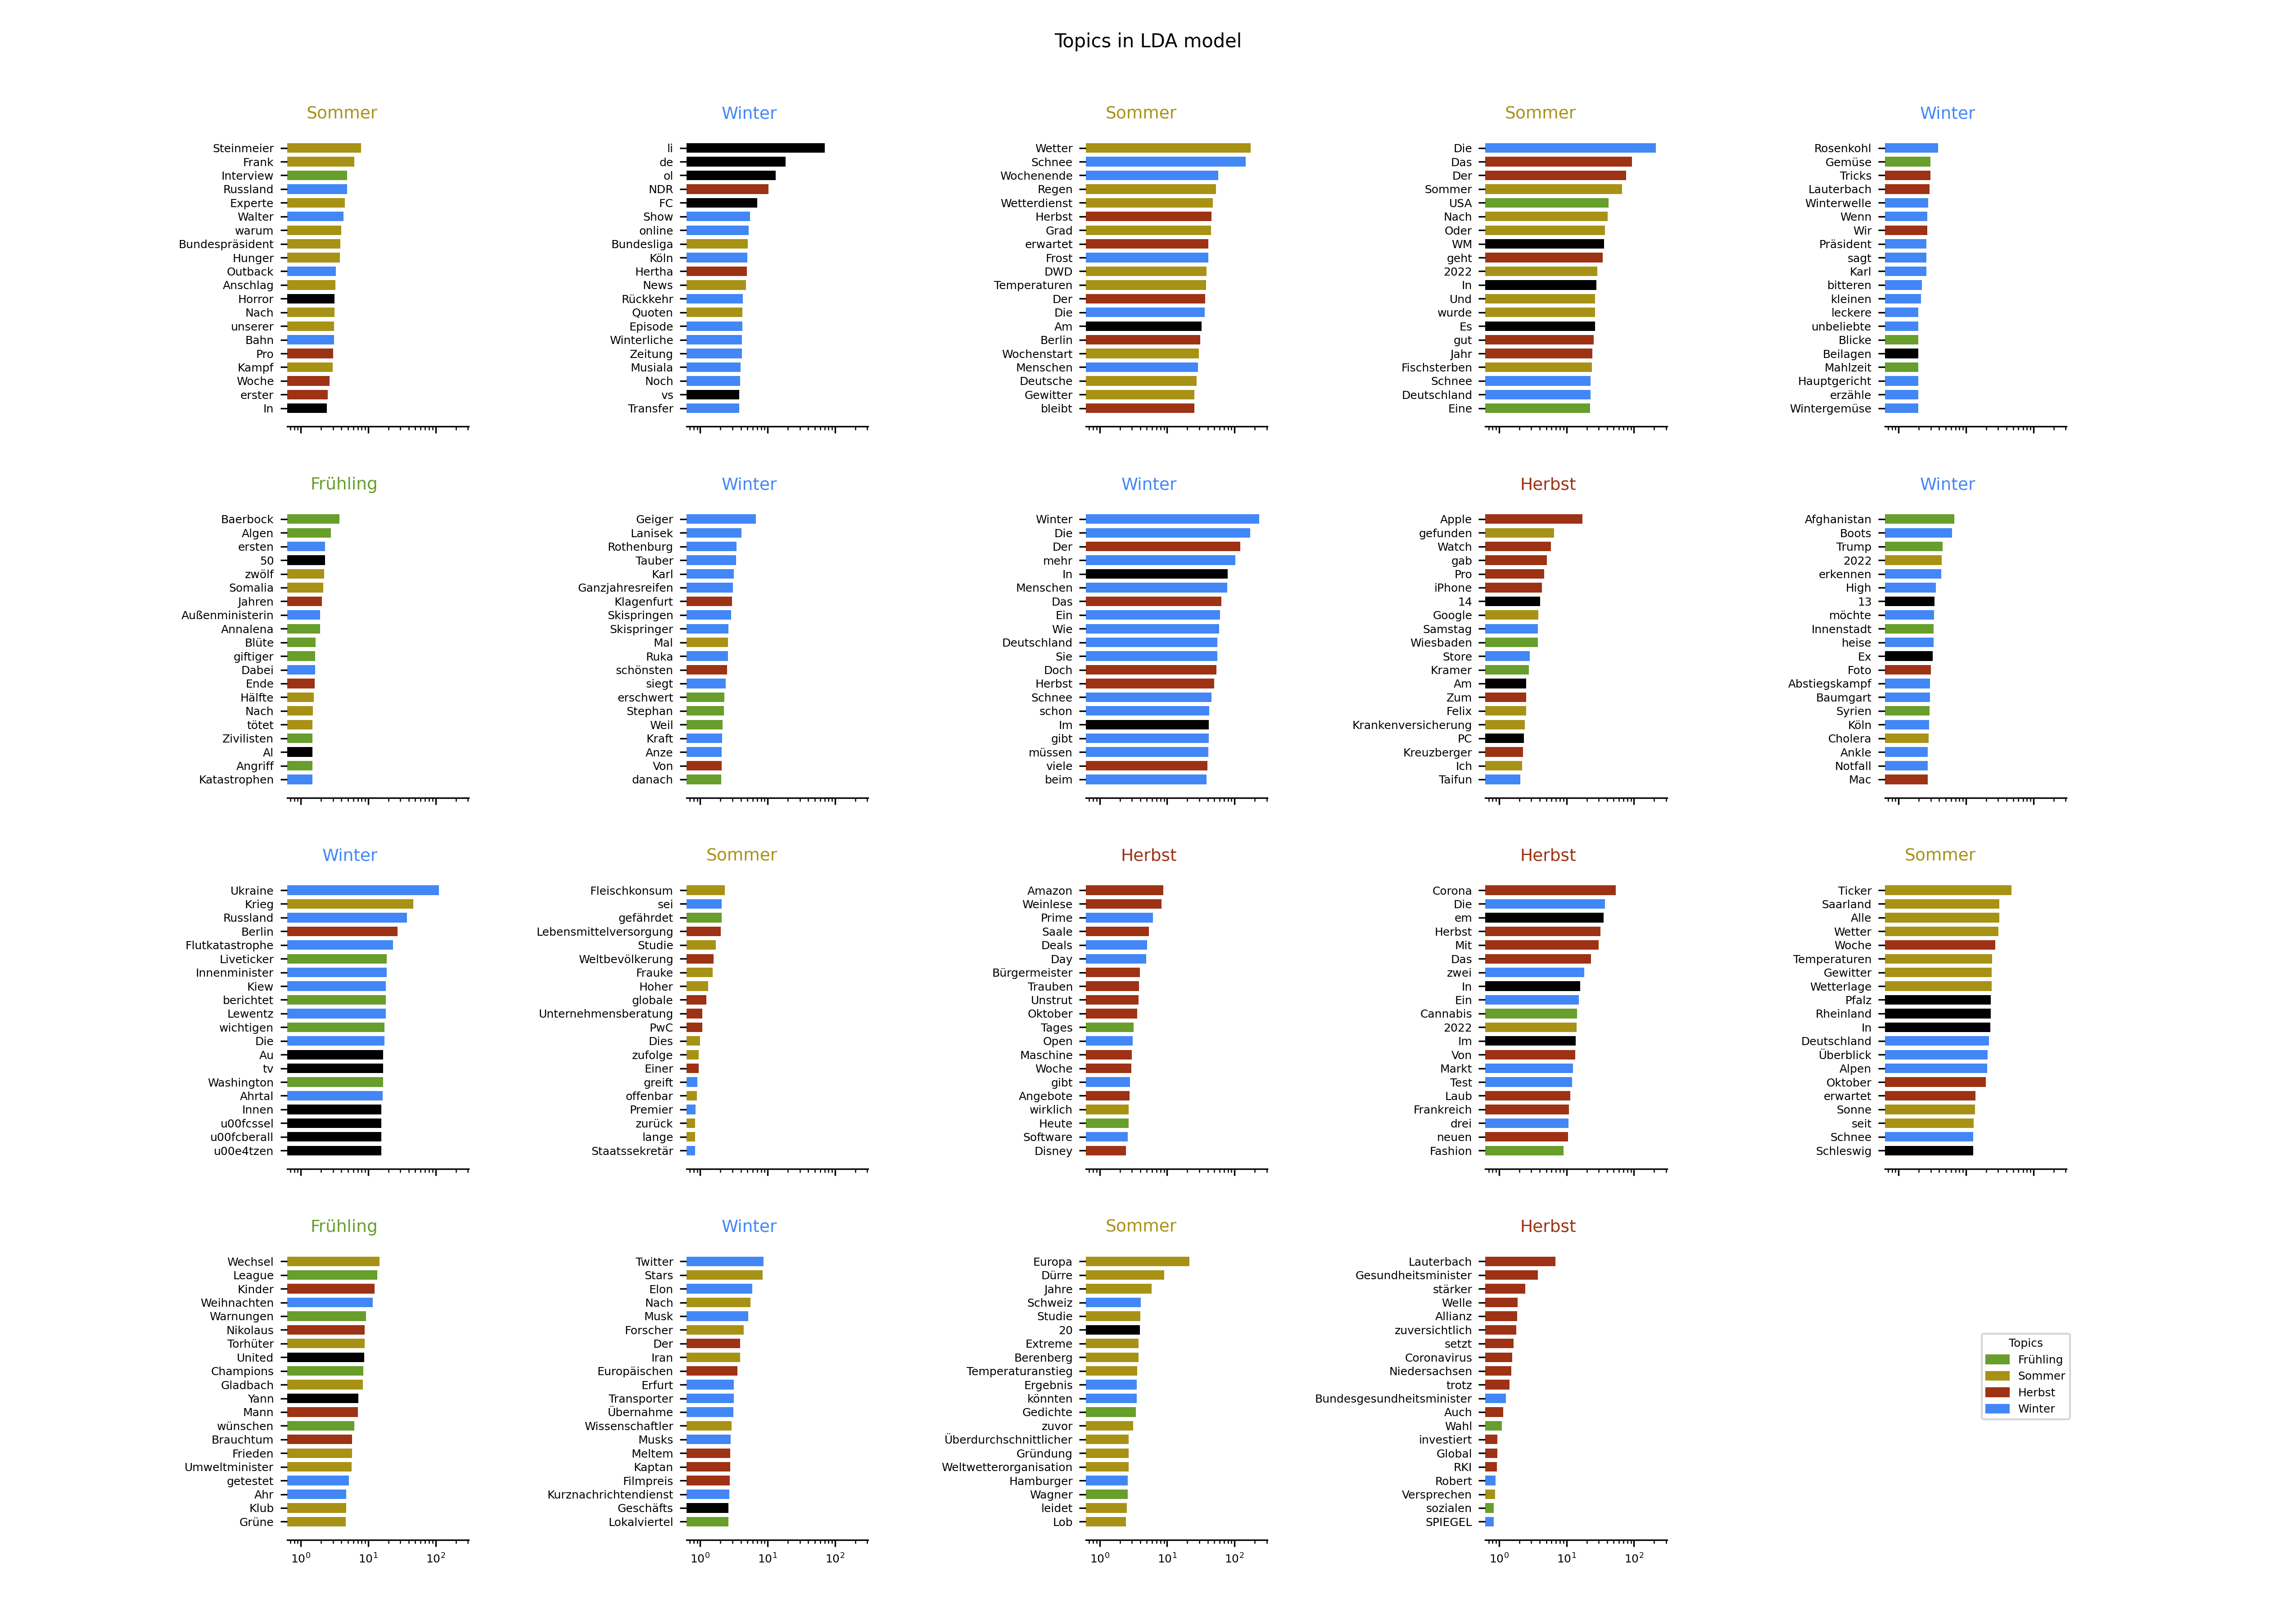 Topics in LDA model
Sommer
Steinmeier
Frank
Interview
Russland
Experte
Walter
warum
Bundespräsident
Hunger
Outback
Anschlag
Horror
Nach
unserer
Bahn
Pro
Kampf
Woche
erster
In
Winter
li
de
ol
NDR
FC
Show
online
Bundesliga
Köln
Hertha
News
Rückkehr
Quoten
Episode
Winterliche
Zeitung
Musiala
Noch
vs
Transfer
Sommer
Wetter
Schnee
Wochenende
Regen
Wetterdienst
Herbst
Grad
erwartet
Frost
DWD
Temperaturen
Der
Die
Am
Berlin
Wochenstart
Menschen
Deutsche
Gewitter
bleibt
Sommer
Die
Das
Der
Sommer
USA
Nach
Oder
WM
geht
2022
In
Und
wurde
Es
gut
Jahr
Fischsterben
Schnee
Deutschland
Eine
Winter
Rosenkohl
Gemüse
Tricks
Lauterbach
Winterwelle
Wenn
Wir
Präsident
sagt
Karl
bitteren
kleinen
leckere
unbeliebte
Blicke
Beilagen
Mahlzeit
Hauptgericht
erzähle
Wintergemüse
Frühling
Baerbock
Algen
ersten
50
zwölf
Somalia
Jahren
Außenministerin
Annalena
Blüte
giftiger
Dabei
Ende
Hälfte
Nach
tötet
Zivilisten
Al
Angriff
Katastrophen
Winter
Geiger
Lanisek
Rothenburg
Tauber
Karl
Ganzjahresreifen
Klagenfurt
Skispringen
Skispringer
Mal
Ruka
schönsten
siegt
erschwert
Stephan
Weil
Kraft
Anze
Von
danach
Winter
Winter
Die
Der
mehr
In
Menschen
Das
Ein
Wie
Deutschland
Sie
Doch
Herbst
Schnee
schon
Im
gibt
müssen
viele
beim
Herbst
Apple
gefunden
Watch
gab
Pro
iPhone
14
Google
Samstag
Wiesbaden
Store
Kramer
Am
Zum
Felix
Krankenversicherung
PC
Kreuzberger
Ich
Taifun
Winter
Afghanistan
Boots
Trump
2022
erkennen
High
13
möchte
Innenstadt
heise
Ex
Foto
Abstiegskampf
Baumgart
Syrien
Köln
Cholera
Ankle
Notfall
Mac
Winter
Ukraine
Krieg
Russland
Berlin
Flutkatastrophe
Liveticker
Innenminister
Kiew
berichtet
Lewentz
wichtigen
Die
Au
tv
Washington
Ahrtal
Innen
u00fcssel
u00fcberall
u00e4tzen
Sommer
Fleischkonsum
sei
gefährdet
Lebensmittelversorgung
Studie
Weltbevölkerung
Frauke
Hoher
globale
Unternehmensberatung
PwC
Dies
zufolge
Einer
greift
offenbar
Premier
zurück
lange
Staatssekretär
Herbst
Amazon
Weinlese
Prime
Saale
Deals
Day
Bürgermeister
Trauben
Unstrut
Oktober
Tages
Open
Maschine
Woche
gibt
Angebote
wirklich
Heute
Software
Disney
Herbst
Corona
Die
em
Herbst
Mit
Das
zwei
In
Ein
Cannabis
2022
Im
Von
Markt
Test
Laub
Frankreich
drei
neuen
Fashion
Sommer
Ticker
Saarland
Alle
Wetter
Woche
Temperaturen
Gewitter
Wetterlage
Pfalz
Rheinland
In
Deutschland
Überblick
Alpen
Oktober
erwartet
Sonne
seit
Schnee
Schleswig
Frühling
Wechsel
League
Kinder
Weihnachten
Warnungen
Nikolaus
Torhüter
United
Champions
Gladbach
Yann
Mann
wünschen
Brauchtum
Frieden
Umweltminister
getestet
Ahr
Klub
Grüne
10⁰ 10¹ 10²
Winter
Twitter
Stars
Elon
Nach
Musk
Forscher
Der
Iran
Europäischen
Erfurt
Transporter
Übernahme
Wissenschaftler
Musks
Meltem
Kaptan
Filmpreis
Kurznachrichtendienst
Geschäfts
Lokalviertel
10⁰ 10¹ 10²
Sommer
Europa
Dürre
Jahre
Schweiz
Studie
20
Extreme
Berenberg
Temperaturanstieg
Ergebnis
könnten
Gedichte
zuvor
Überdurchschnittlicher
Gründung
Weltwetterorganisation
Hamburger
Wagner
leidet
Lob
10⁰ 10¹ 10²
Herbst
Lauterbach
Gesundheitsminister
stärker
Welle
Allianz
zuversichtlich
setzt
Coronavirus
Niedersachsen
trotz
Bundesgesundheitsminister
Auch
Wahl
investiert
Global
RKI
Robert
Versprechen
sozialen
SPIEGEL
10⁰ 10¹ 10²
Topics
Frühling
Sommer
Herbst
Winter